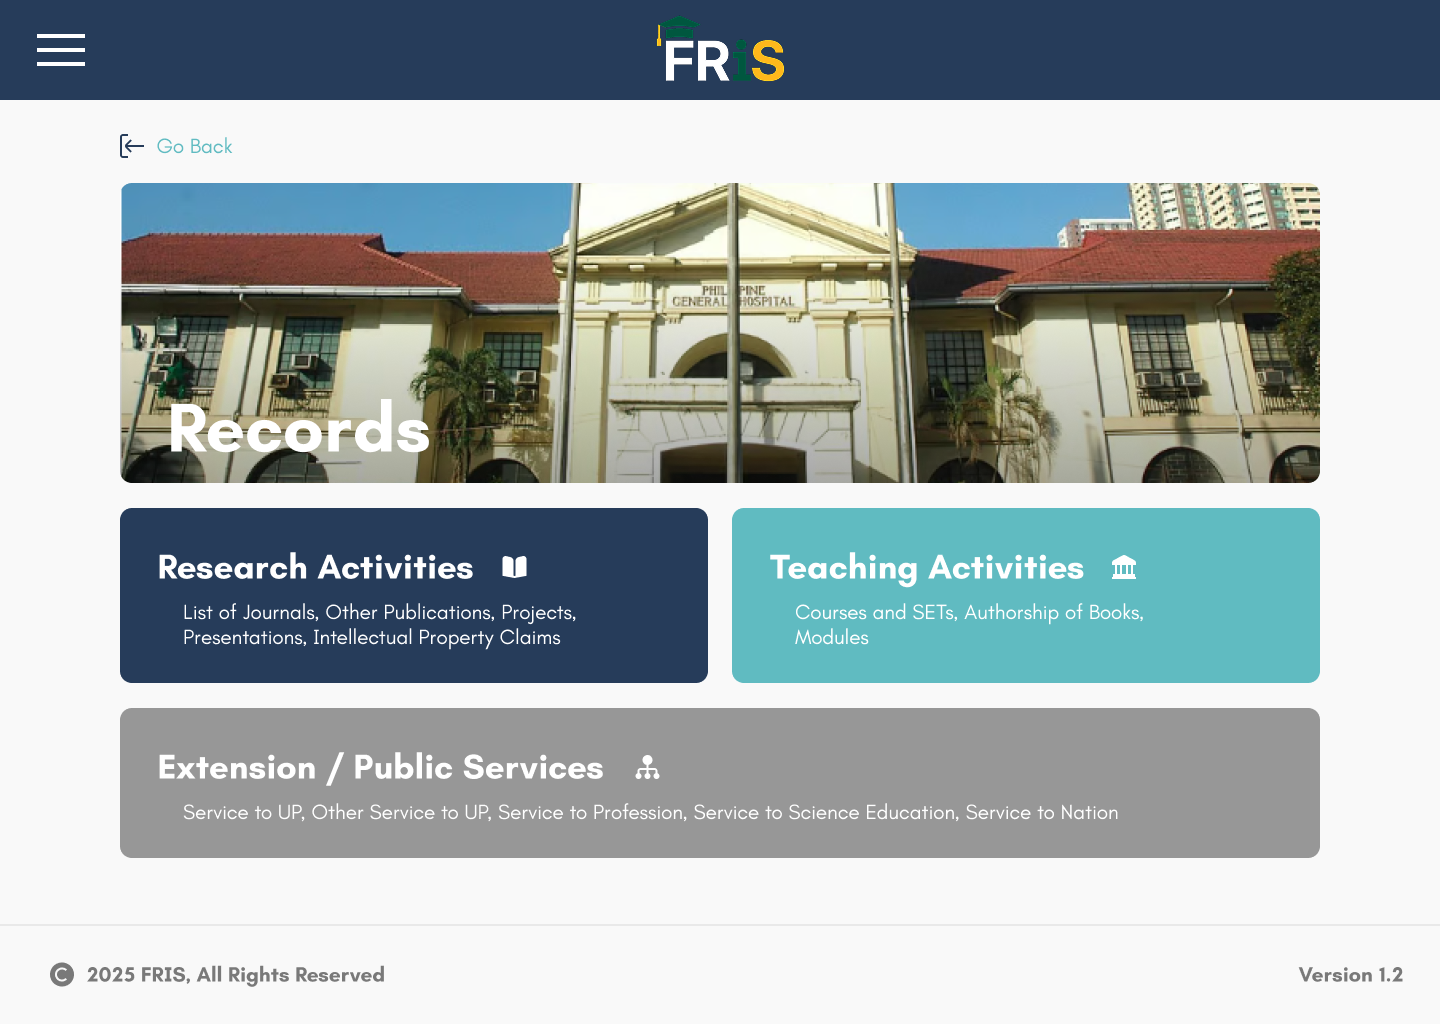 FRiS
Go Back
PHILIPPINE
GENERAL HOSPITAL
Records
Research Activities
List of Journals, Other Publications, Projects,
Presentations, Intellectual Property Claims
Teaching Activities
Courses and SETs, Authorship of Books,
Modules
Extension / Public Services
Service to UP, Other Service to UP, Service to Profession, Service to Science Education, Service to Nation
© 2025 FRIS, All Rights Reserved
Version 1.2